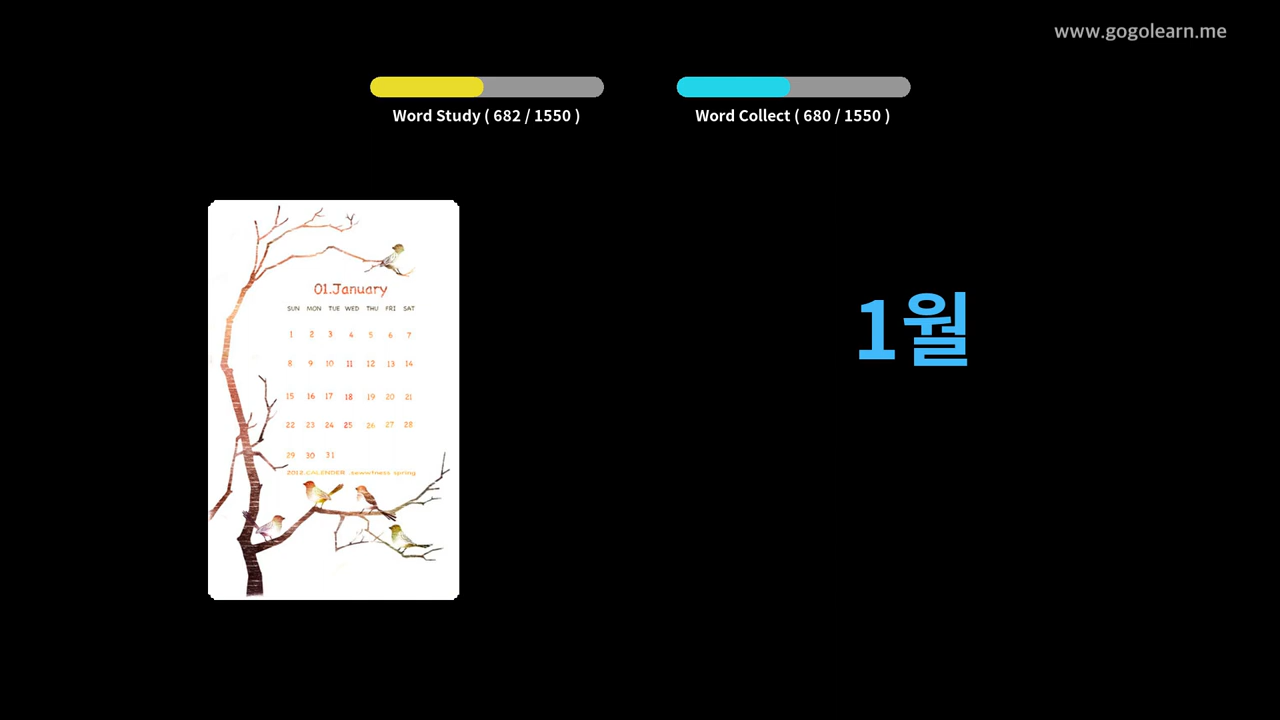 www.gogolearn.me
Word Study ( 682 / 1550 )
Word Collect ( 680 / 1550 )
01.January
SUN MON TUE WED THU FRI SAT
1 2 3 4 5 6 7
8 9 10 11 12 13 14
15 16 17 18 19 20 21
22 23 24 25 26 27 28
29 30 31
CALENDER spring
1월